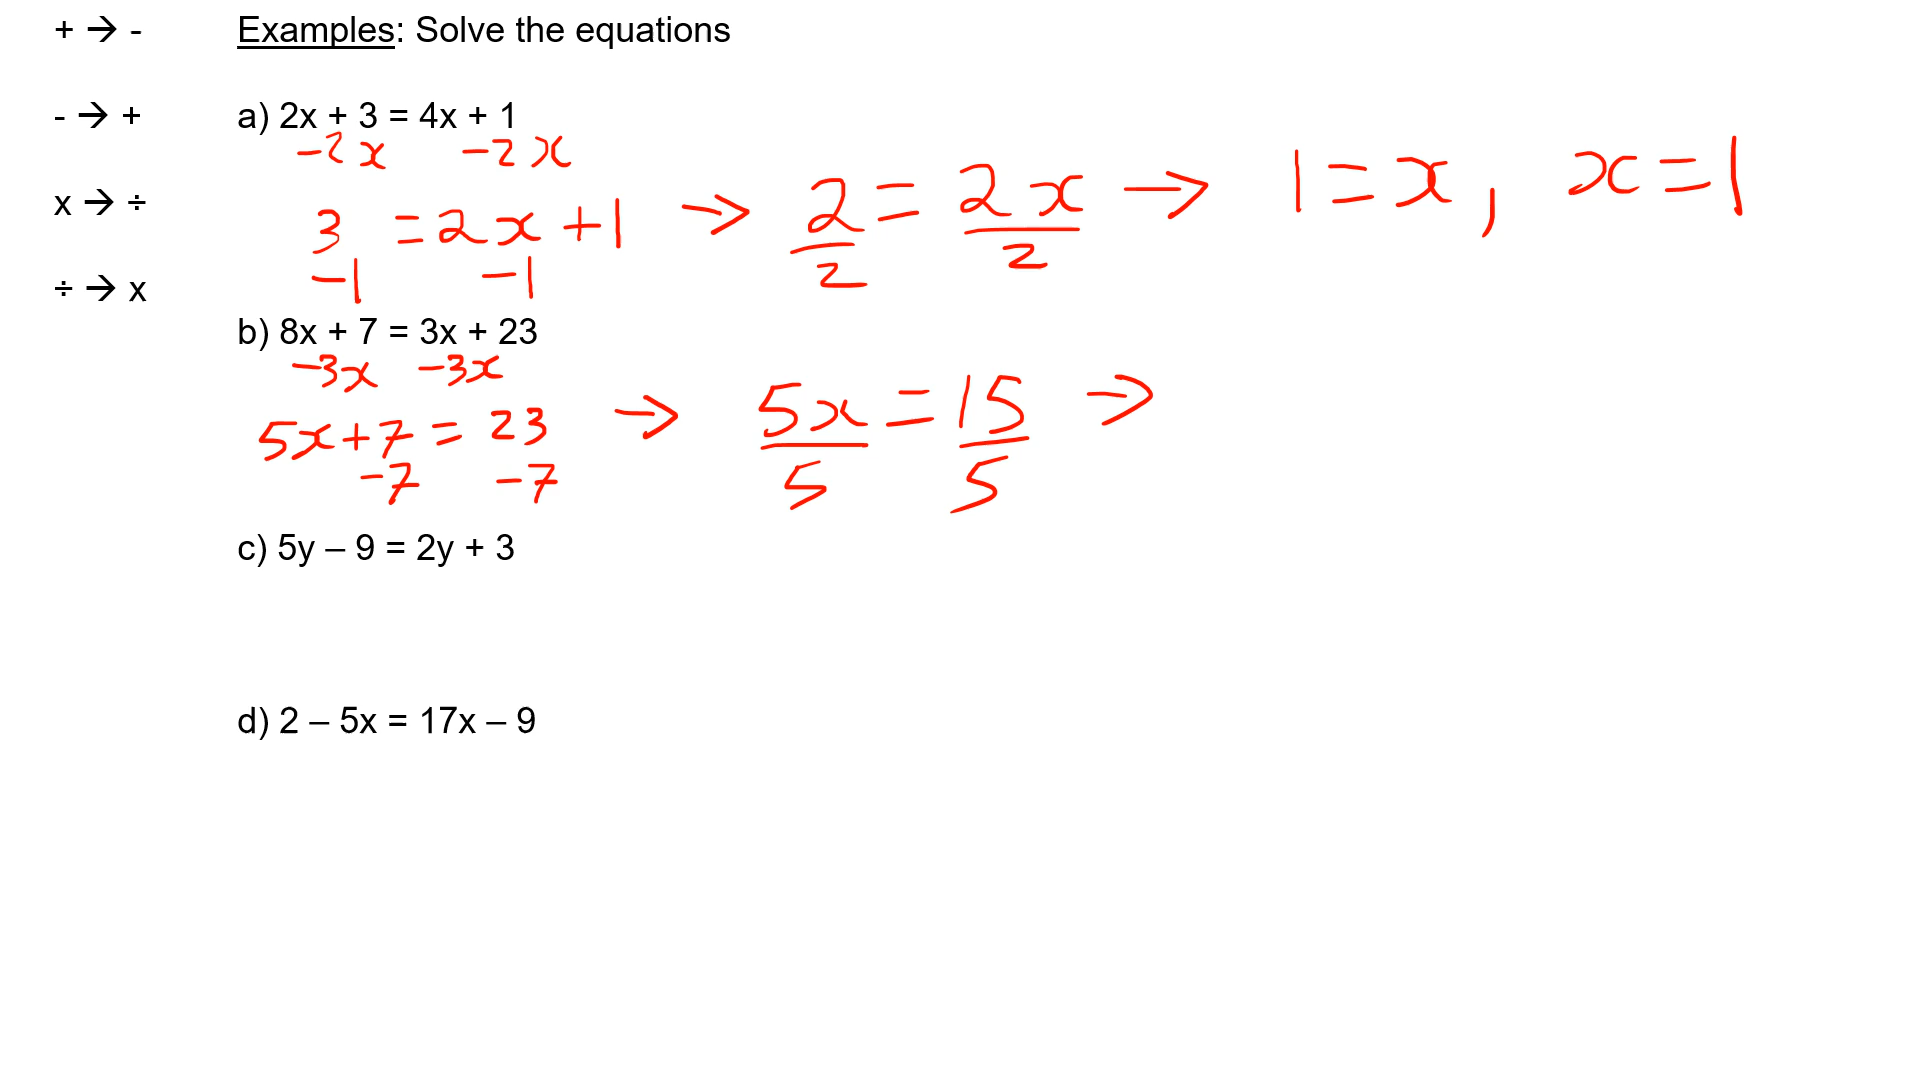 + → -
Examples: Solve the equations
- → +
a) 2x + 3 = 4x + 1
-2x -2x
x → ÷
3 = 2x + 1 → 2/2 = 2x/2 → 1 = x, x = 1
-1 -1
÷ → x
b) 8x + 7 = 3x + 23
-3x -3x
5x + 7 = 23 → 5x/5 = 15/5 →
-7 -7
c) 5y – 9 = 2y + 3
d) 2 – 5x = 17x – 9